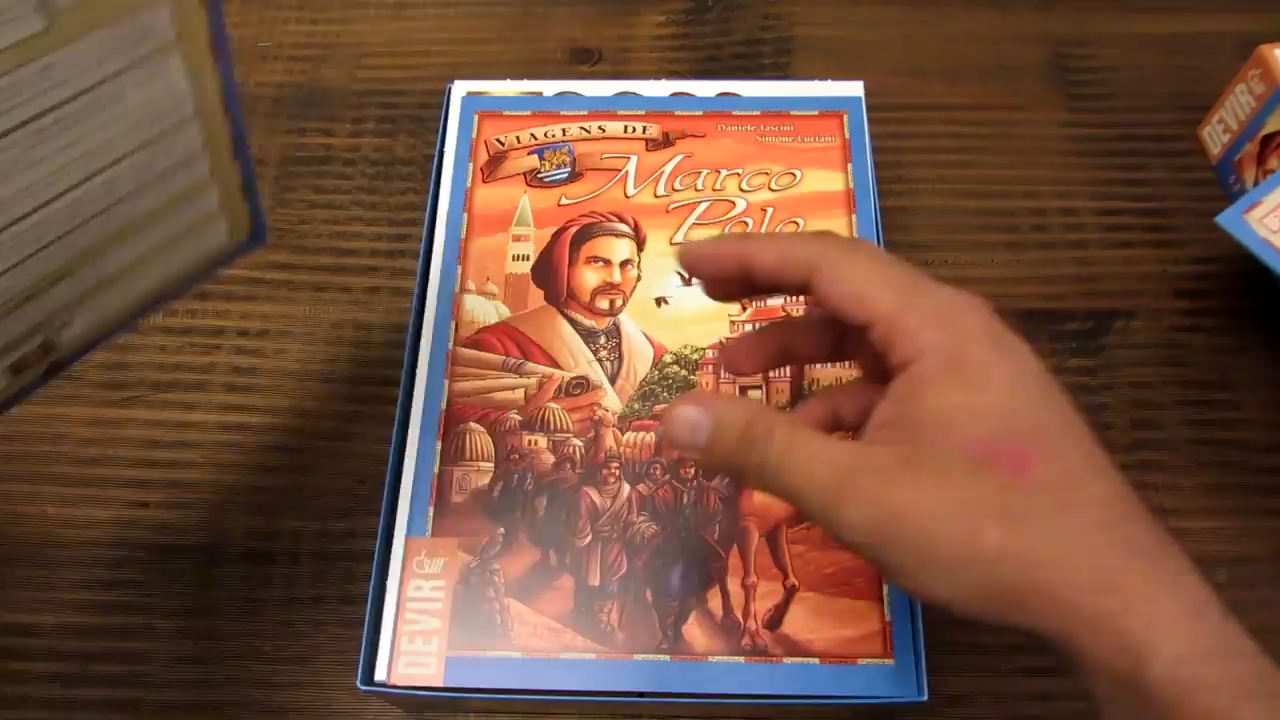 VIAGENS DE
Daniele Tascini
Simone Luciani
Marco
Polo
DEVIR
DEVIR